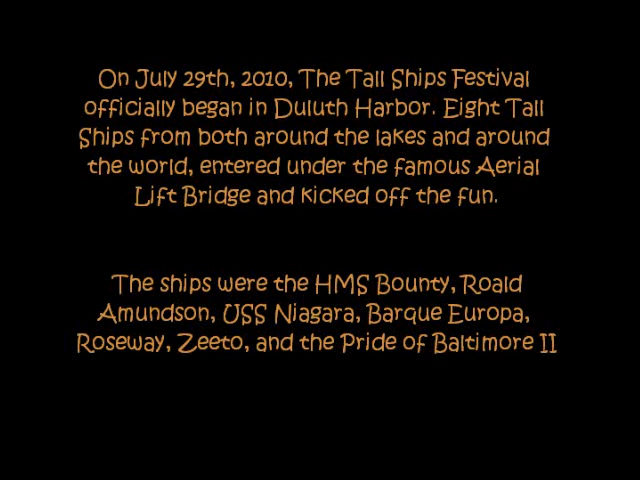 On July 29th, 2010, The Tall Ships Festival
officially began in Duluth Harbor. Eight Tall
Ships from both around the lakes and around
the world, entered under the famous Aerial
Lift Bridge and kicked off the fun.
The ships were the HMS Bounty, Roald
Amundson, USS Niagara, Barque Europa,
Roseway, Zeeto, and the Pride of Baltimore II